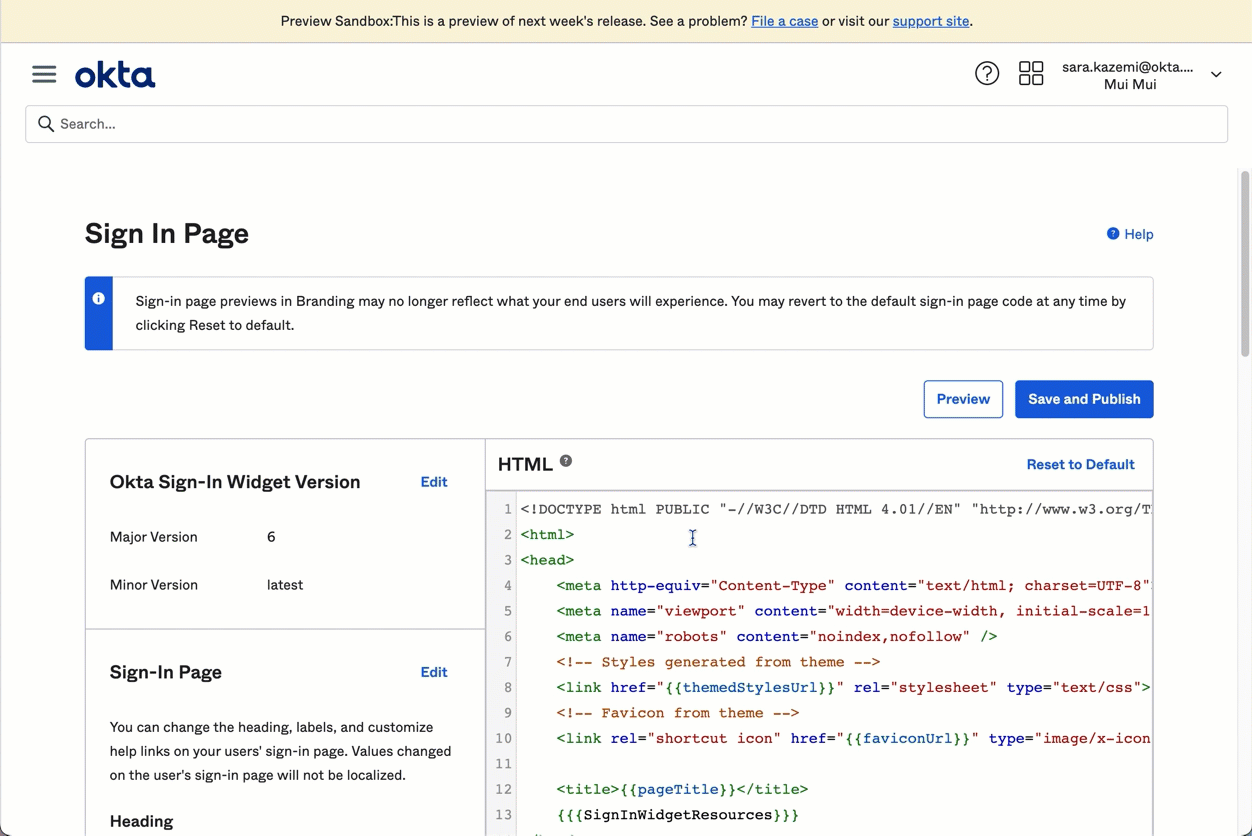 Preview Sandbox:This is a preview of next week's release. See a problem? File a case or visit our support site.
okta
sara.kazemi@okta....
Mui Mui
Search...
Sign In Page
Help
Sign-in page previews in Branding may no longer reflect what your end users will experience. You may revert to the default sign-in page code at any time by
clicking Reset to default.
Preview
Save and Publish
Okta Sign-In Widget Version
Edit
Major Version 6
Minor Version latest
Sign-In Page
Edit
You can change the heading, labels, and customize
help links on your users' sign-in page. Values changed
on the user's sign-in page will not be localized.
Heading
HTML
Reset to Default
1 <!DOCTYPE html PUBLIC "-//W3C//DTD HTML 4.01//EN" "http://www.w3.org/T
2 <html>
3 <head>
4 <meta http-equiv="Content-Type" content="text/html; charset=UTF-8"
5 <meta name="viewport" content="width=device-width, initial-scale=1
6 <meta name="robots" content="noindex,nofollow" />
7 <!-- Styles generated from theme -->
8 <link href="{{themedStylesUrl}}" rel="stylesheet" type="text/css">
9 <!-- Favicon from theme -->
10 <link rel="shortcut icon" href="{{faviconUrl}}" type="image/x-icon
11
12 <title>{{pageTitle}}</title>
13 {{{SignInWidgetResources}}}